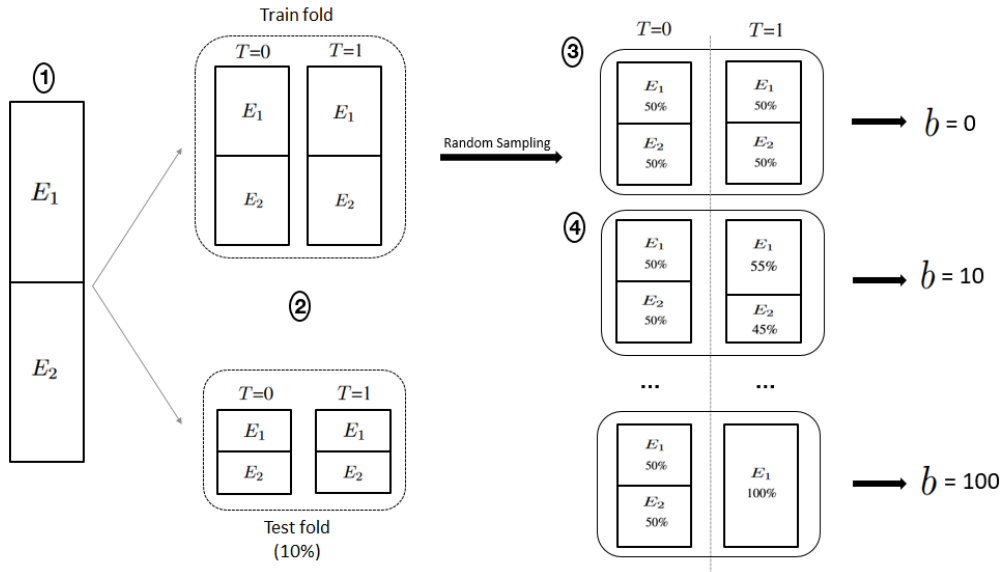 ①
E1
E2
Train fold
T=0 T=1
E1 E1
E2 E2
②
T=0 T=1
E1 E1
E2 E2
Test fold
(10%)
Random Sampling
T=0 T=1
③
E1 E1
50% 50%
E2 E2
50% 50%
b = 0
④
E1 E1
50% 55%
E2 E2
50% 45%
b = 10
... ...
E1
50%
E2
50%
E1
100%
b = 100